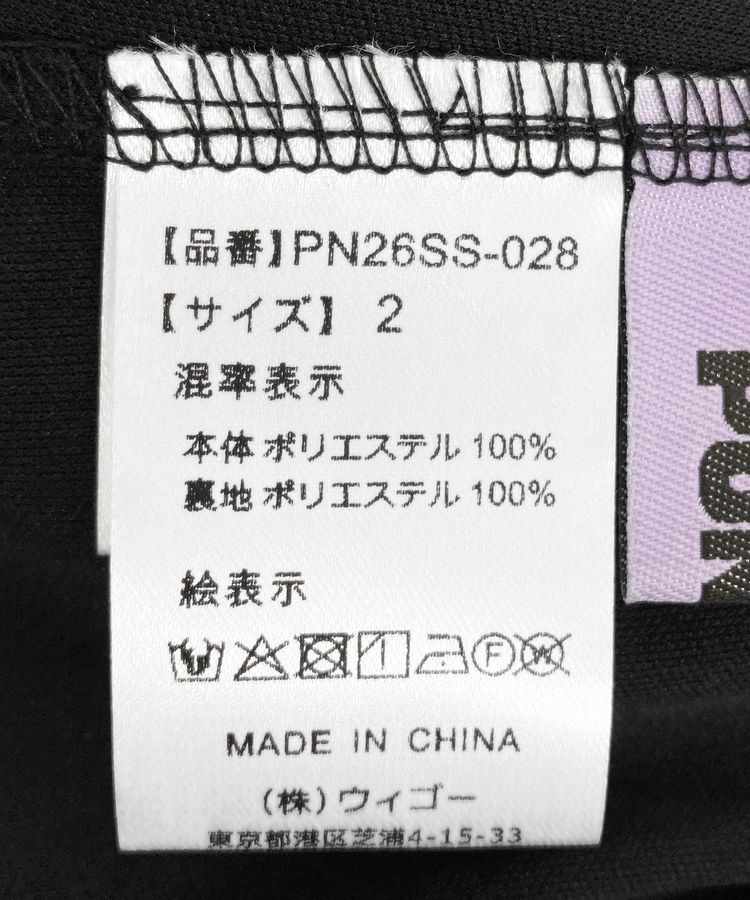 【品番】PN26SS-028
【サイズ】 2
混率表示
本体 ポリエステル 100%
裏地 ポリエステル 100%
絵表示
F W
MADE IN CHINA
(株)ウィゴー
東京都港区芝浦4-15-33